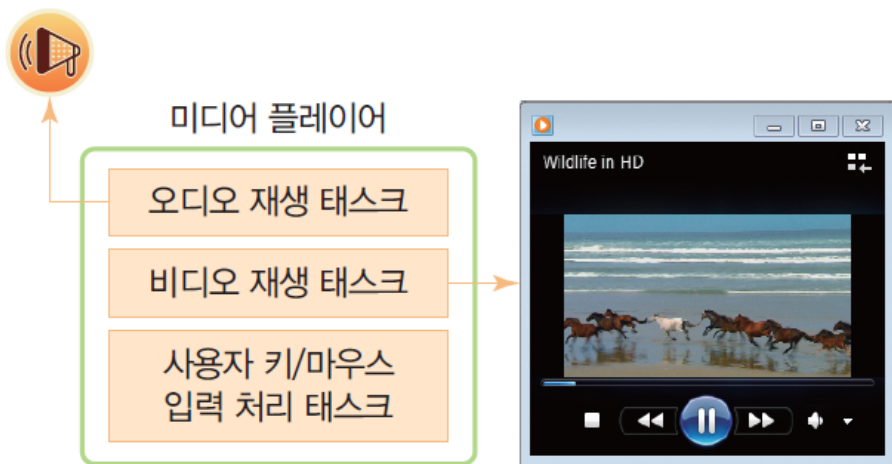 미디어 플레이어
오디오 재생 태스크
비디오 재생 태스크
사용자 키/마우스
입력 처리 태스크
Wildlife in HD